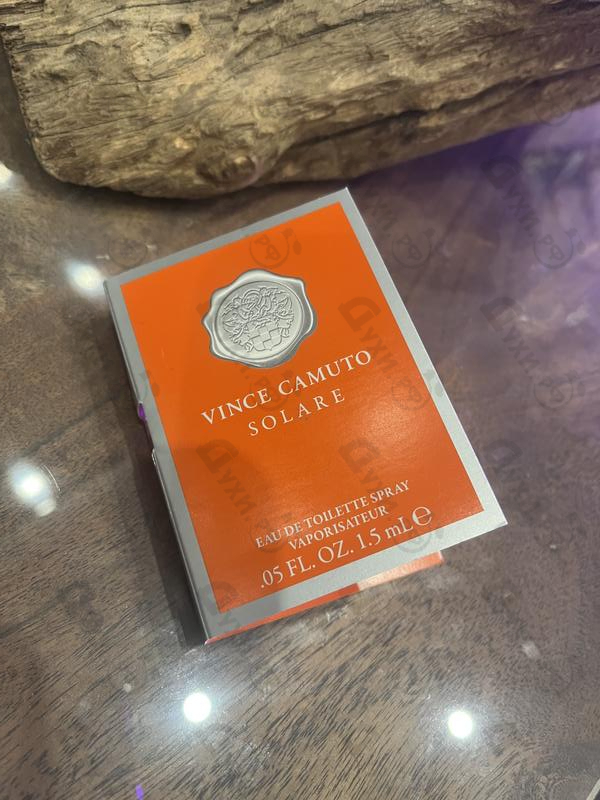 VINCE CAMUTO
SOLARE
EAU DE TOILETTE SPRAY
VAPORISATEUR
.05 FL. OZ. 1.5 mL ℮